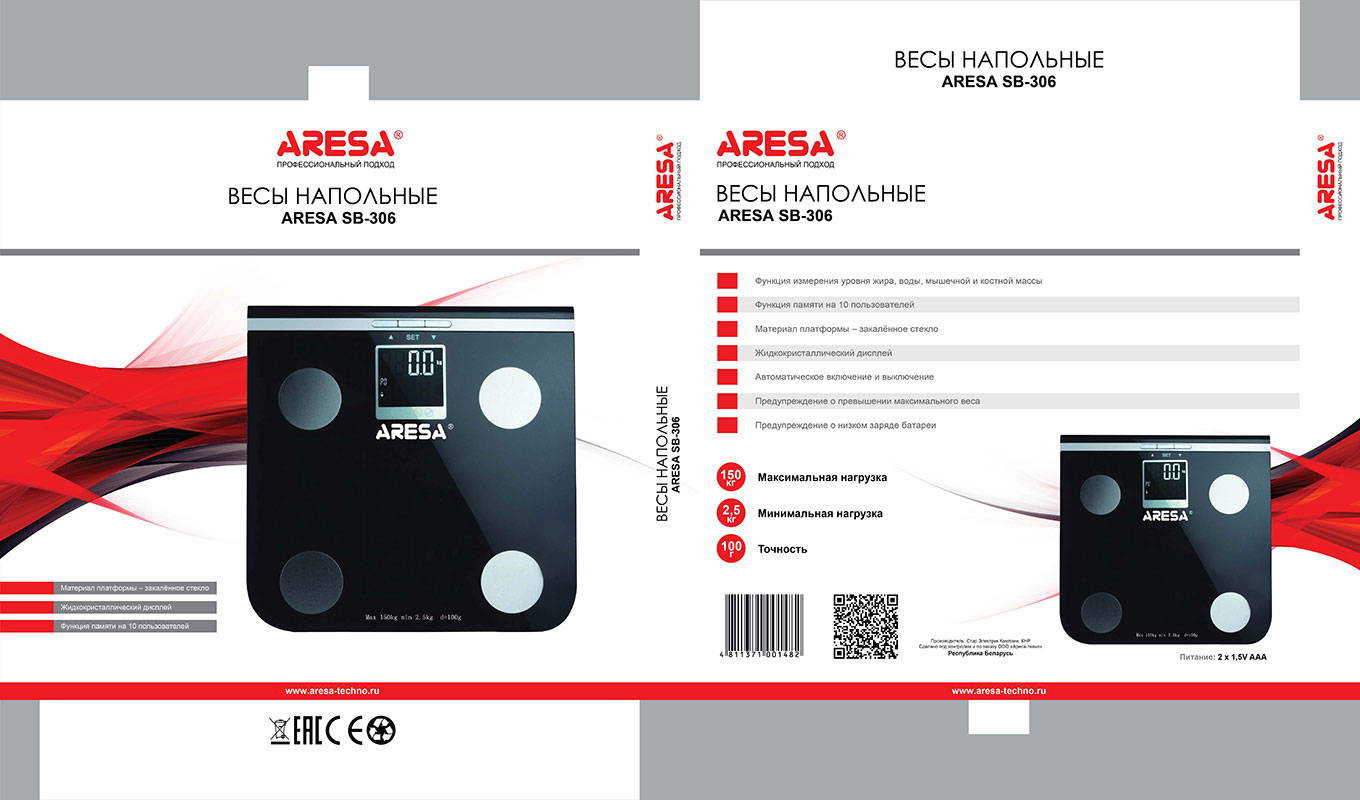 ARESA®
ПРОФЕССИОНАЛЬНЫЙ ПОДХОД
ВЕСЫ НАПОЛЬНЫЕ
ARESA SB-306
SET
0.0 kg
ARESA®
Max 150kg min 2.5kg d=100g
Материал платформы – закалённое стекло
Жидкокристаллический дисплей
Функция памяти на 10 пользователей
www.aresa-techno.ru
EAC CE
ARESA®
ПРОФЕССИОНАЛЬНЫЙ ПОДХОД
ВЕСЫ НАПОЛЬНЫЕ
ARESA SB-306
ВЕСЫ НАПОЛЬНЫЕ
ARESA SB-306
ARESA®
ПРОФЕССИОНАЛЬНЫЙ ПОДХОД
ВЕСЫ НАПОЛЬНЫЕ
ARESA SB-306
Функция измерения уровня жира, воды, мышечной и костной массы
Функция памяти на 10 пользователей
Материал платформы – закалённое стекло
Жидкокристаллический дисплей
Автоматическое включение и выключение
Предупреждение о превышении максимального веса
Предупреждение о низком заряде батареи
150 кг Максимальная нагрузка
2,5 кг Минимальная нагрузка
100 г Точность
4 811371 001482
Производитель: Стар Электрик Кампани, КНР
Сделано под контролем и по заказу ООО «Ареса-техно»
Республика Беларусь
SET
0.0 kg
ARESA®
Max 150kg min 2.5kg d=100g
Питание: 2 x 1,5V AAA
www.aresa-techno.ru
ARESA®
ПРОФЕССИОНАЛЬНЫЙ ПОДХОД